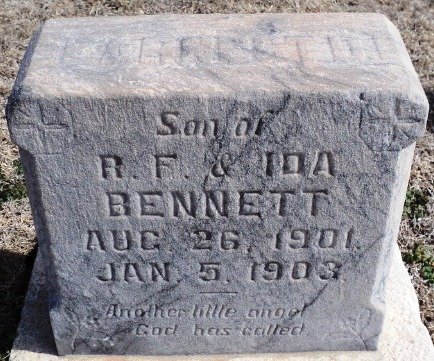 Son of
R. F. & IDA
BENNETT
AUG. 26, 1901.
JAN. 5, 1903.
Another little angel
God has called